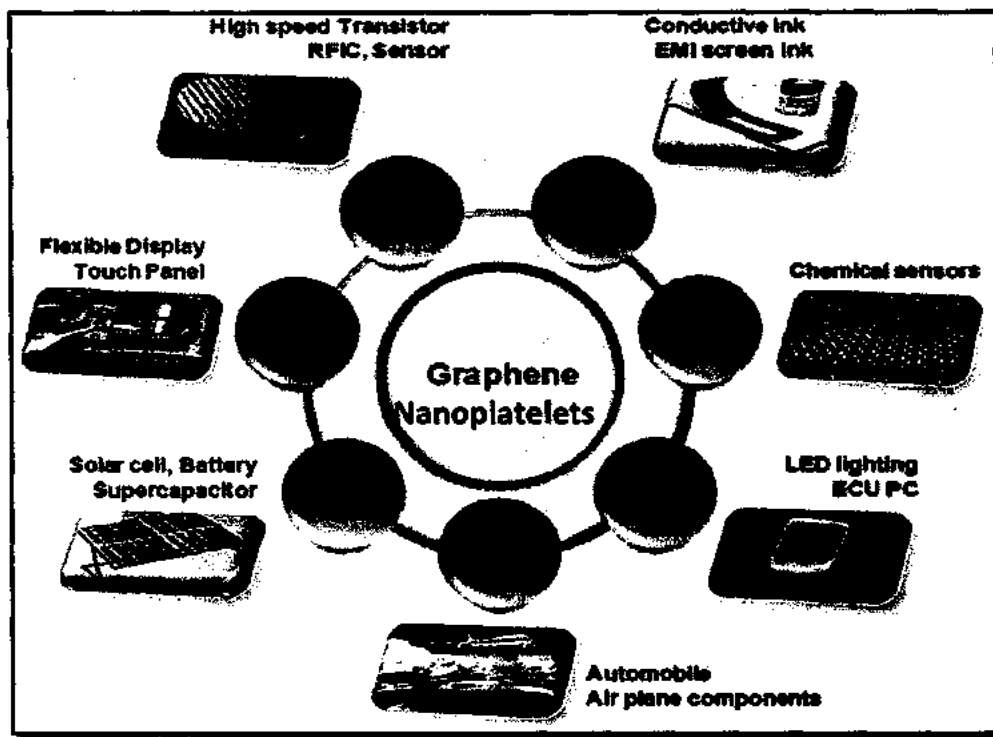 High speed Transistor
RFIC, Sensor
Conductive Ink
EMI screen ink
Flexible Display
Touch Panel
Chemical sensors
Graphene
Nanoplatelets
Solar cell, Battery
Supercapacitor
LED lighting
ECU PC
Automobile
Air plane components